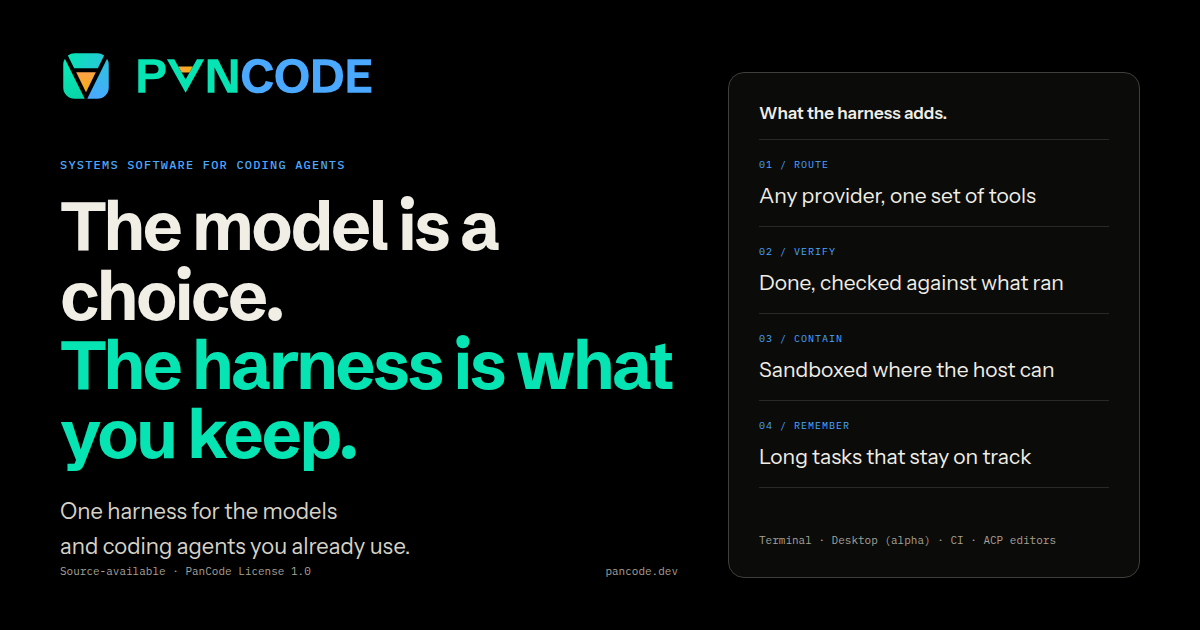 PANCODE
SYSTEMS SOFTWARE FOR CODING AGENTS
The model is a
choice.
The harness is what
you keep.
One harness for the models
and coding agents you already use.
Source-available · PanCode License 1.0
pancode.dev
What the harness adds.
01 / ROUTE
Any provider, one set of tools
02 / VERIFY
Done, checked against what ran
03 / CONTAIN
Sandboxed where the host can
04 / REMEMBER
Long tasks that stay on track
Terminal · Desktop (alpha) · CI · ACP editors